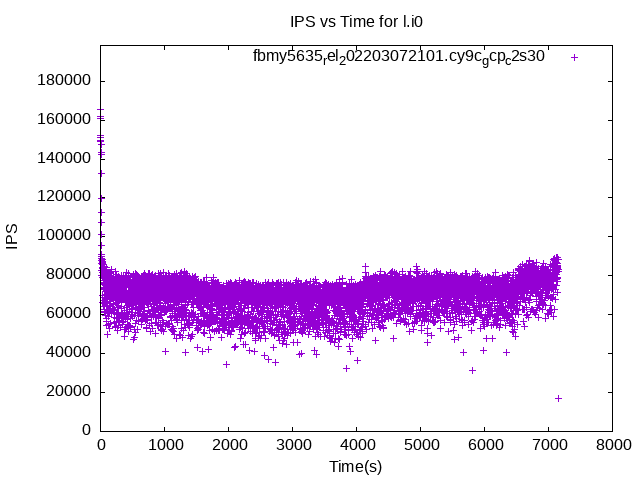 IPS vs Time for l.i0
fbmy5635rel202203072101.cy9cgcpc2s30
180000
160000
140000
120000
100000
80000
60000
40000
20000
0
IPS
0 1000 2000 3000 4000 5000 6000 7000 8000
Time(s)